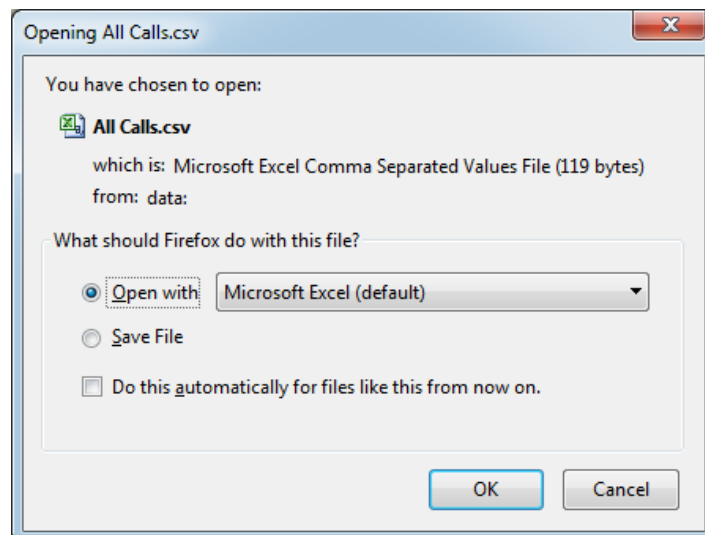 Opening All Calls.csv
You have chosen to open:
All Calls.csv
which is: Microsoft Excel Comma Separated Values File (119 bytes)
from: data:
What should Firefox do with this file?
Open with Microsoft Excel (default)
Save File
Do this automatically for files like this from now on.
OK Cancel